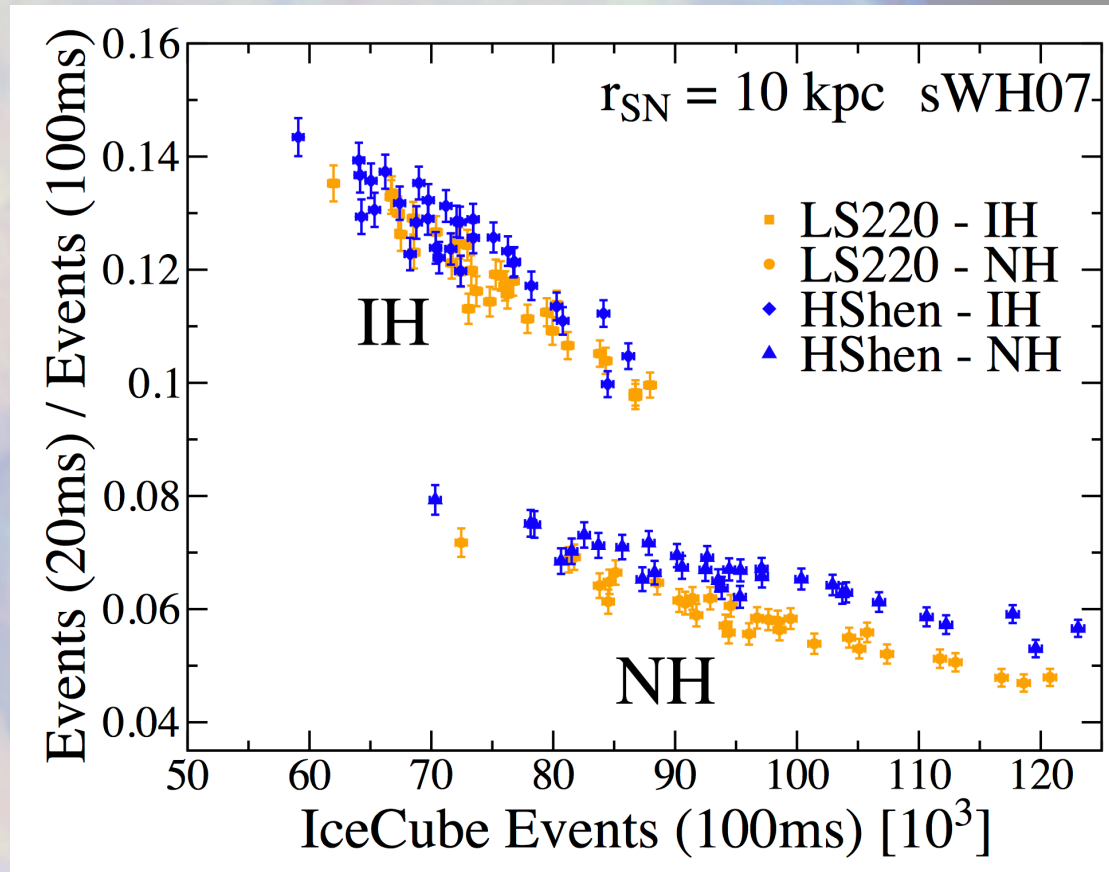 Events (20ms) / Events (100ms)
0.16
0.14
0.12
0.1
0.08
0.06
0.04
r_SN = 10 kpc sWH07
LS220 - IH
LS220 - NH
HShen - IH
HShen - NH
IH
NH
50 60 70 80 90 100 110 120
IceCube Events (100ms) [10³]